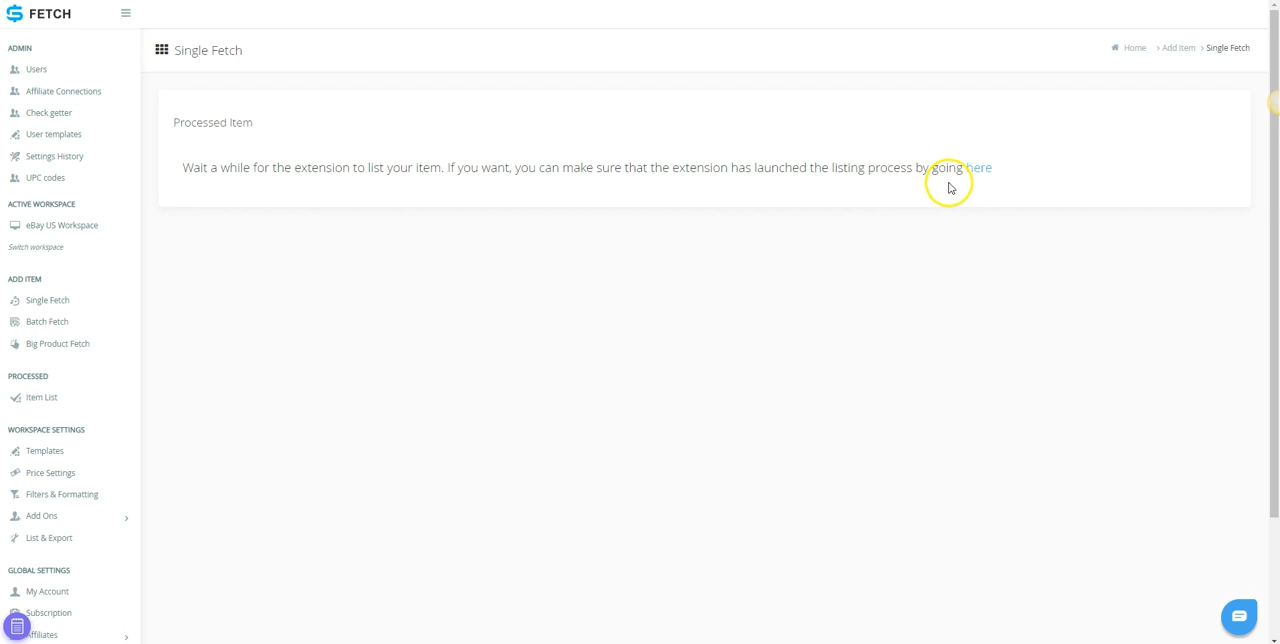 FETCH
ADMIN
Users
Affiliate Connections
Check getter
User templates
Settings History
UPC codes
ACTIVE WORKSPACE
eBay US Workspace
Switch workspace
ADD ITEM
Single Fetch
Batch Fetch
Big Product Fetch
PROCESSED
Item List
WORKSPACE SETTINGS
Templates
Price Settings
Filters & Formatting
Add Ons
List & Export
GLOBAL SETTINGS
My Account
Subscription
Affiliates
Single Fetch
Home > Add Item > Single Fetch
Processed Item
Wait a while for the extension to list your item. If you want, you can make sure that the extension has launched the listing process by going here